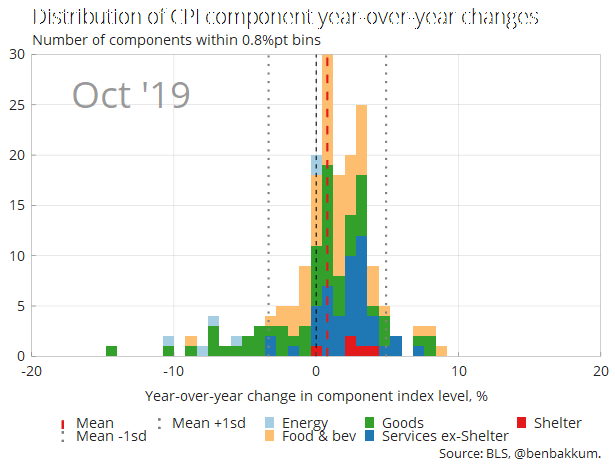 Distribution of CPI component year-over-year changes
Number of components within 0.8%pt bins
Oct '19
30
25
20
15
10
5
0
-20 -10 0 10 20
Year-over-year change in component index level, %
Mean Mean +1sd Energy Goods Shelter
Mean -1sd Food & bev Services ex-Shelter
Source: BLS, @benbakkum.